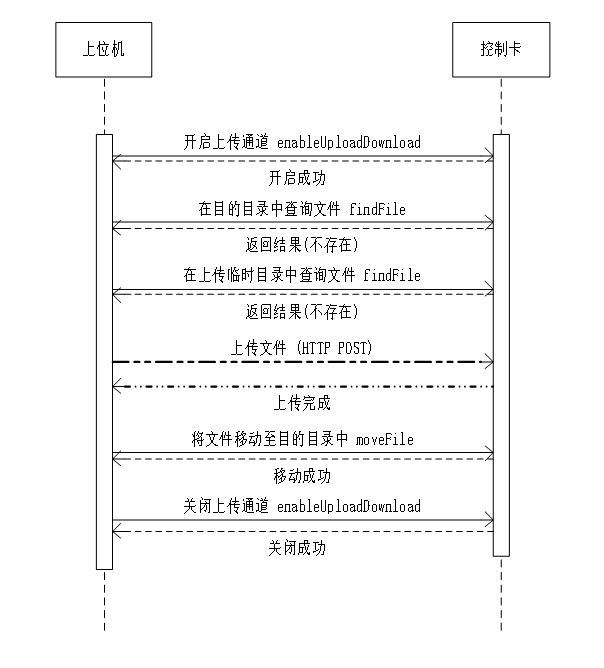 上位机
控制卡
开启上传通道 enableUploadDownload
开启成功
在目的目录中查询文件 findFile
返回结果(不存在)
在上传临时目录中查询文件 findFile
返回结果(不存在)
上传文件 (HTTP POST)
上传完成
将文件移动至目的目录中 moveFile
移动成功
关闭上传通道 enableUploadDownload
关闭成功